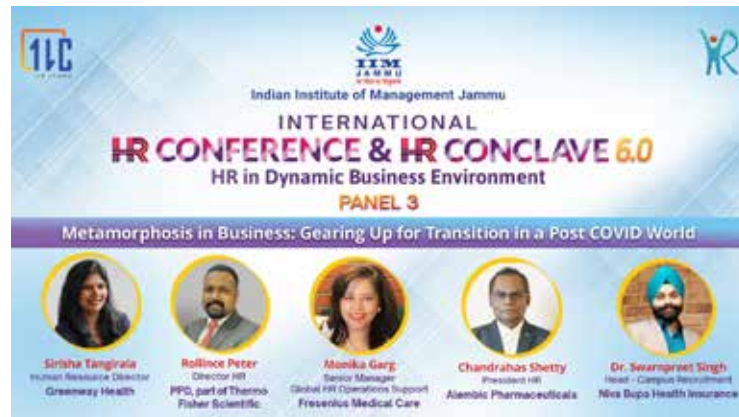 IIM
JAMMU
Indian Institute of Management Jammu
INTERNATIONAL
HR CONFERENCE & HR CONCLAVE 6.0
HR in Dynamic Business Environment
PANEL 3
Metamorphosis in Business: Gearing Up for Transition in a Post COVID World
Sirisha Tangirala
Human Resource Director
Greenway Health
Rollince Peter
Director HR
PPD, part of Thermo
Fisher Scientific
Monika Garg
Senior Manager
Global HR Operations Support
Fresenius Medical Care
Chandrahas Shetty
President HR
Alembic Pharmaceuticals
Dr. Swarnpreet Singh
Head - Campus Recruitment
Niva Bupa Health Insurance